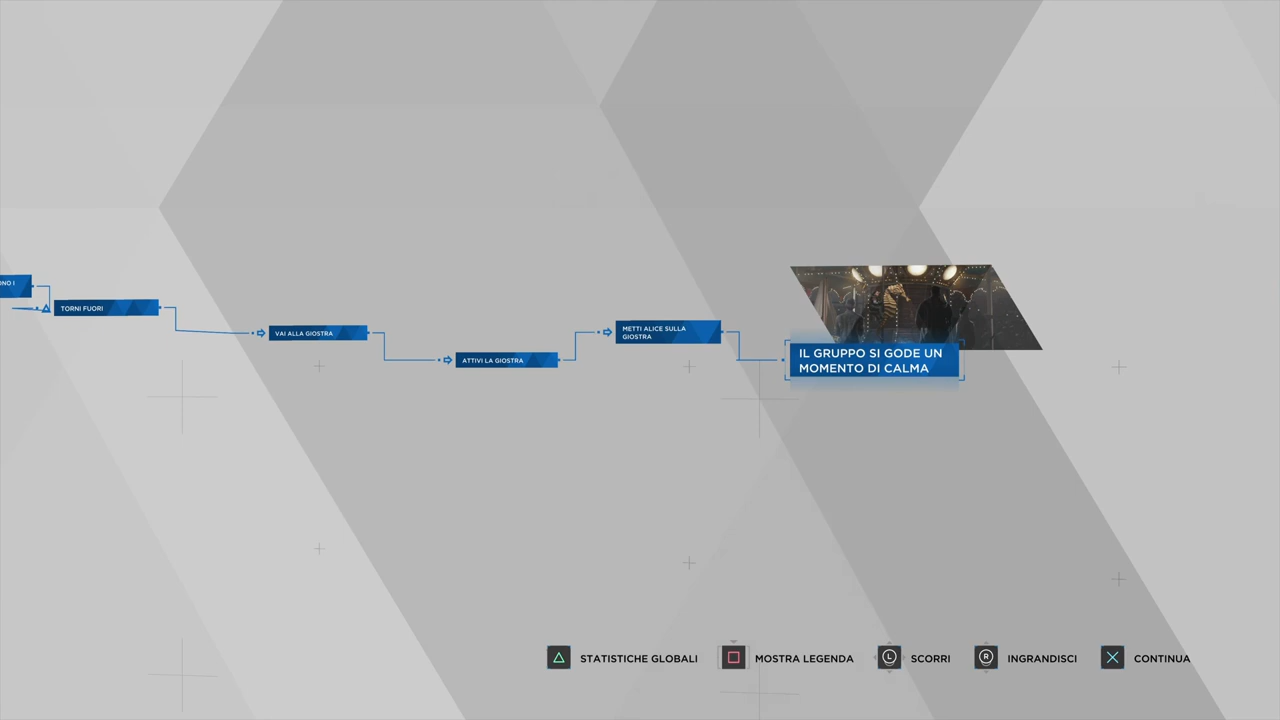 TORNI FUORI
VAI ALLA GIOSTRA
ATTIVI LA GIOSTRA
METTI ALICE SULLA
GIOSTRA
IL GRUPPO SI GODE UN
MOMENTO DI CALMA
STATISTICHE GLOBALI
MOSTRA LEGENDA
L
SCORRI
R
INGRANDISCI
CONTINUA